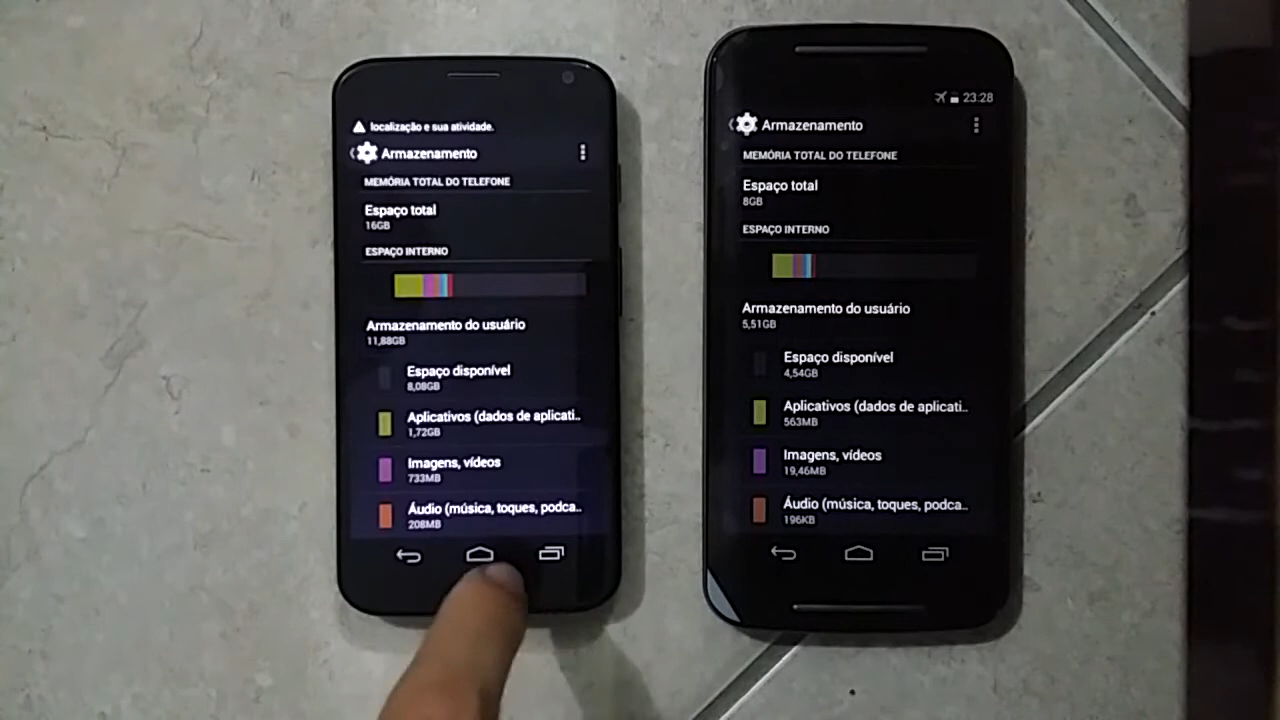 localização e sua atividade.
Armazenamento
MEMÓRIA TOTAL DO TELEFONE
Espaço total
16GB
ESPAÇO INTERNO
Armazenamento do usuário
11,88GB
Espaço disponível
8,08GB
Aplicativos (dados de aplicati..
1,72GB
Imagens, vídeos
733MB
Áudio (música, toques, podca..
208MB
23:28
Armazenamento
MEMÓRIA TOTAL DO TELEFONE
Espaço total
8GB
ESPAÇO INTERNO
Armazenamento do usuário
5,51GB
Espaço disponível
4,54GB
Aplicativos (dados de aplicati..
563MB
Imagens, vídeos
19,46MB
Áudio (música, toques, podca..
196KB